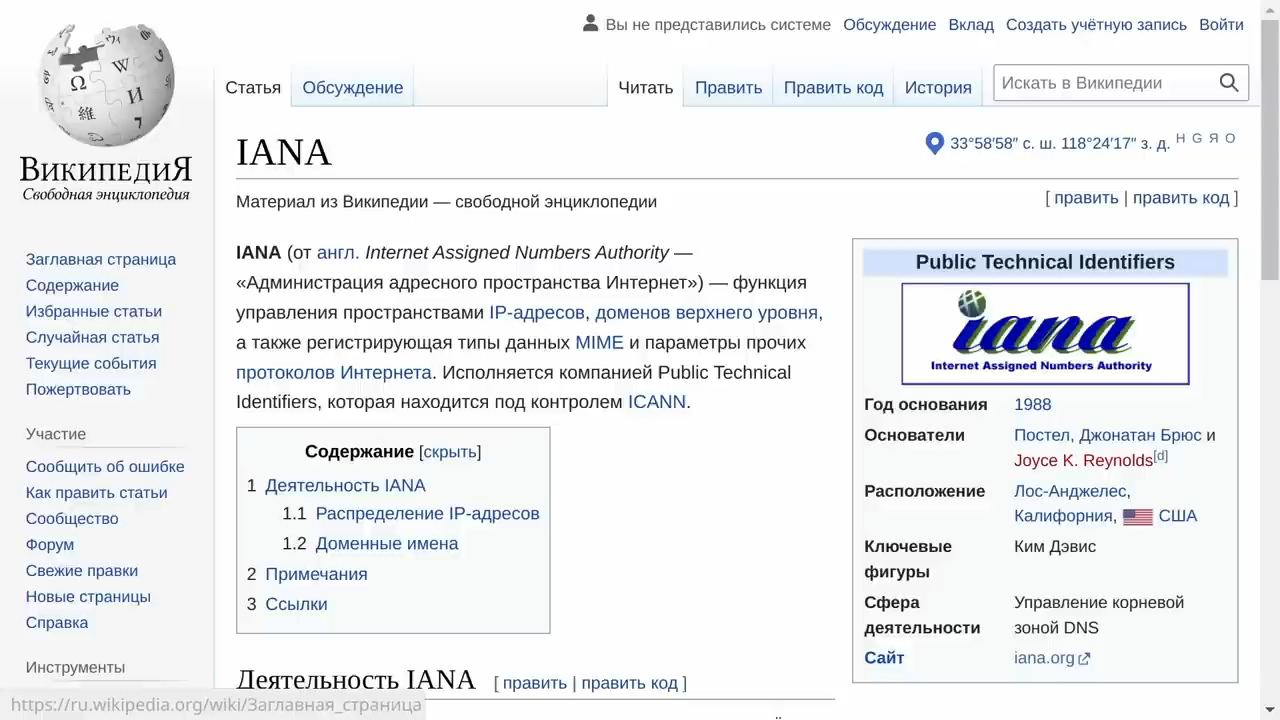 Вы не представились системе Обсуждение Вклад Создать учётную запись Войти
Статья Обсуждение Читать Править Править код История Искать в Википедии
ВикипедиЯ
Свободная энциклопедия
Заглавная страница
Содержание
Избранные статьи
Случайная статья
Текущие события
Пожертвовать
Участие
Сообщить об ошибке
Как править статьи
Сообщество
Форум
Свежие правки
Новые страницы
Справка
Инструменты
IANA
33°58′58″ с. ш. 118°24′17″ з. д. H G Я O
Материал из Википедии — свободной энциклопедии
[ править | править код ]
IANA (от англ. Internet Assigned Numbers Authority —
«Администрация адресного пространства Интернет») — функция
управления пространствами IP-адресов, доменов верхнего уровня,
а также регистрирующая типы данных MIME и параметры прочих
протоколов Интернета. Исполняется компанией Public Technical
Identifiers, которая находится под контролем ICANN.
Содержание [скрыть]
1 Деятельность IANA
1.1 Распределение IP-адресов
1.2 Доменные имена
2 Примечания
3 Ссылки
Деятельность IANA [ править | править код ]
Public Technical Identifiers
iana
Internet Assigned Numbers Authority
Год основания 1988
Основатели Постел, Джонатан Брюс и
Joyce K. Reynolds[d]
Расположение Лос-Анджелес,
Калифорния, США
Ключевые Ким Дэвис
фигуры
Сфера Управление корневой
деятельности зоной DNS
Сайт iana.org
https://ru.wikipedia.org/wiki/Заглавная_страница